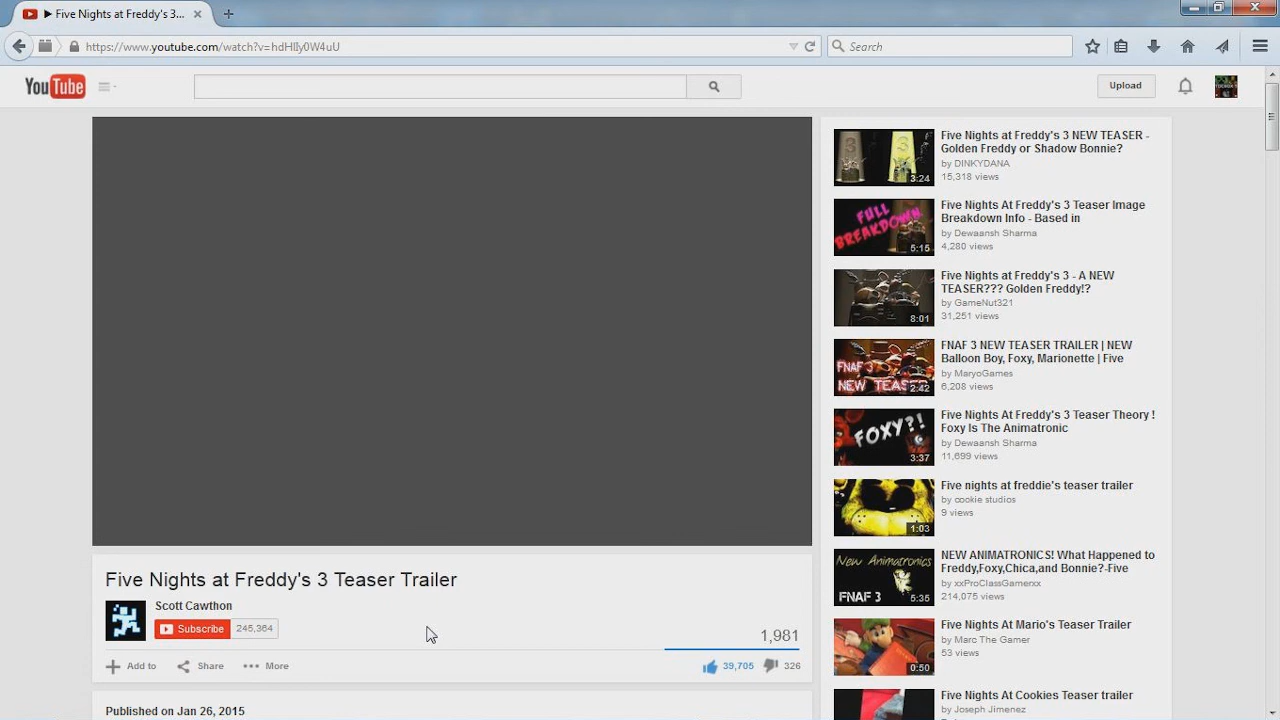 ▶ Five Nights at Freddy's 3...
https://www.youtube.com/watch?v=hdHlIy0W4uU
Search
YouTube
Upload
Five Nights at Freddy's 3 NEW TEASER -
Golden Freddy or Shadow Bonnie?
by DINKYDANA
15,318 views
3
3
3:24
Five Nights At Freddy's 3 Teaser Image
Breakdown Info - Based in
by Dewaansh Sharma
4,280 views
FULL
BREAKDOWN
5:15
Five Nights at Freddy's 3 - A NEW
TEASER??? Golden Freddy!?
by GameNut321
31,251 views
8:01
FNAF 3 NEW TEASER TRAILER | NEW
Balloon Boy, Foxy, Marionette | Five
by MaryoGames
6,208 views
FNAF 3
NEW TEASER
2:42
Five Nights At Freddy's 3 Teaser Theory !
Foxy Is The Animatronic
by Dewaansh Sharma
11,699 views
FOXY?!
3:37
Five nights at freddie's teaser trailer
by cookie studios
9 views
1:03
NEW ANIMATRONICS! What Happened to
Freddy,Foxy,Chica,and Bonnie?-Five
by xxProClassGamerxx
214,075 views
New Animatronics
FNAF 3
5:35
Five Nights At Mario's Teaser Trailer
by Marc The Gamer
53 views
0:50
Five Nights At Cookies Teaser trailer
by Joseph Jimenez
Five Nights at Freddy's 3 Teaser Trailer
Scott Cawthon
Subscribe 245,364
1,981
Add to Share More
39,705 326
Published on Jan 26, 2015